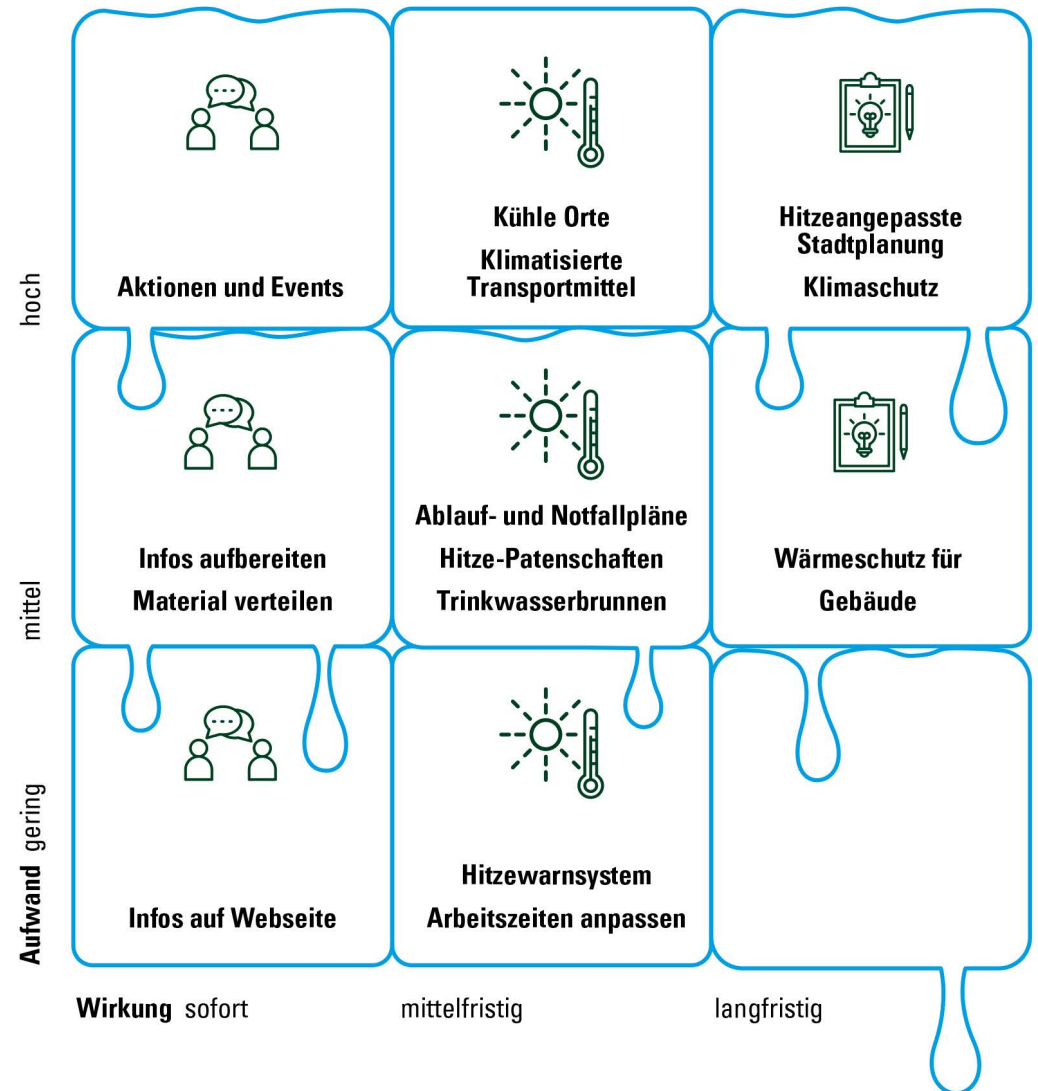 hoch
Aktionen und Events
Kühle Orte
Klimatisierte
Transportmittel
Hitzeangepasste
Stadtplanung
Klimaschutz
mittel
Infos aufbereiten
Material verteilen
Ablauf- und Notfallpläne
Hitze-Patenschaften
Trinkwasserbrunnen
Wärmeschutz für
Gebäude
Aufwand gering
Infos auf Webseite
Hitzewarnsystem
Arbeitszeiten anpassen
Wirkung sofort
mittelfristig
langfristig